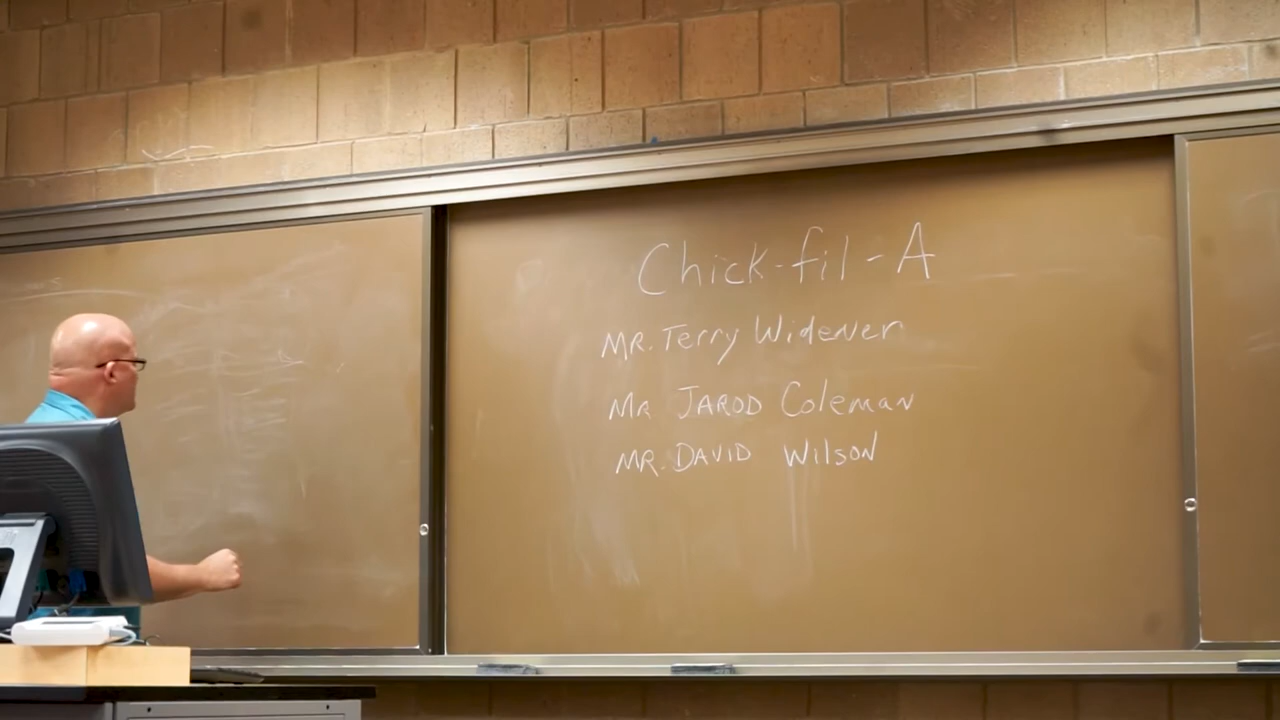 Chick-fil-A
MR. Terry Widener
MR JAROD Coleman
MR. DAVID Wilson